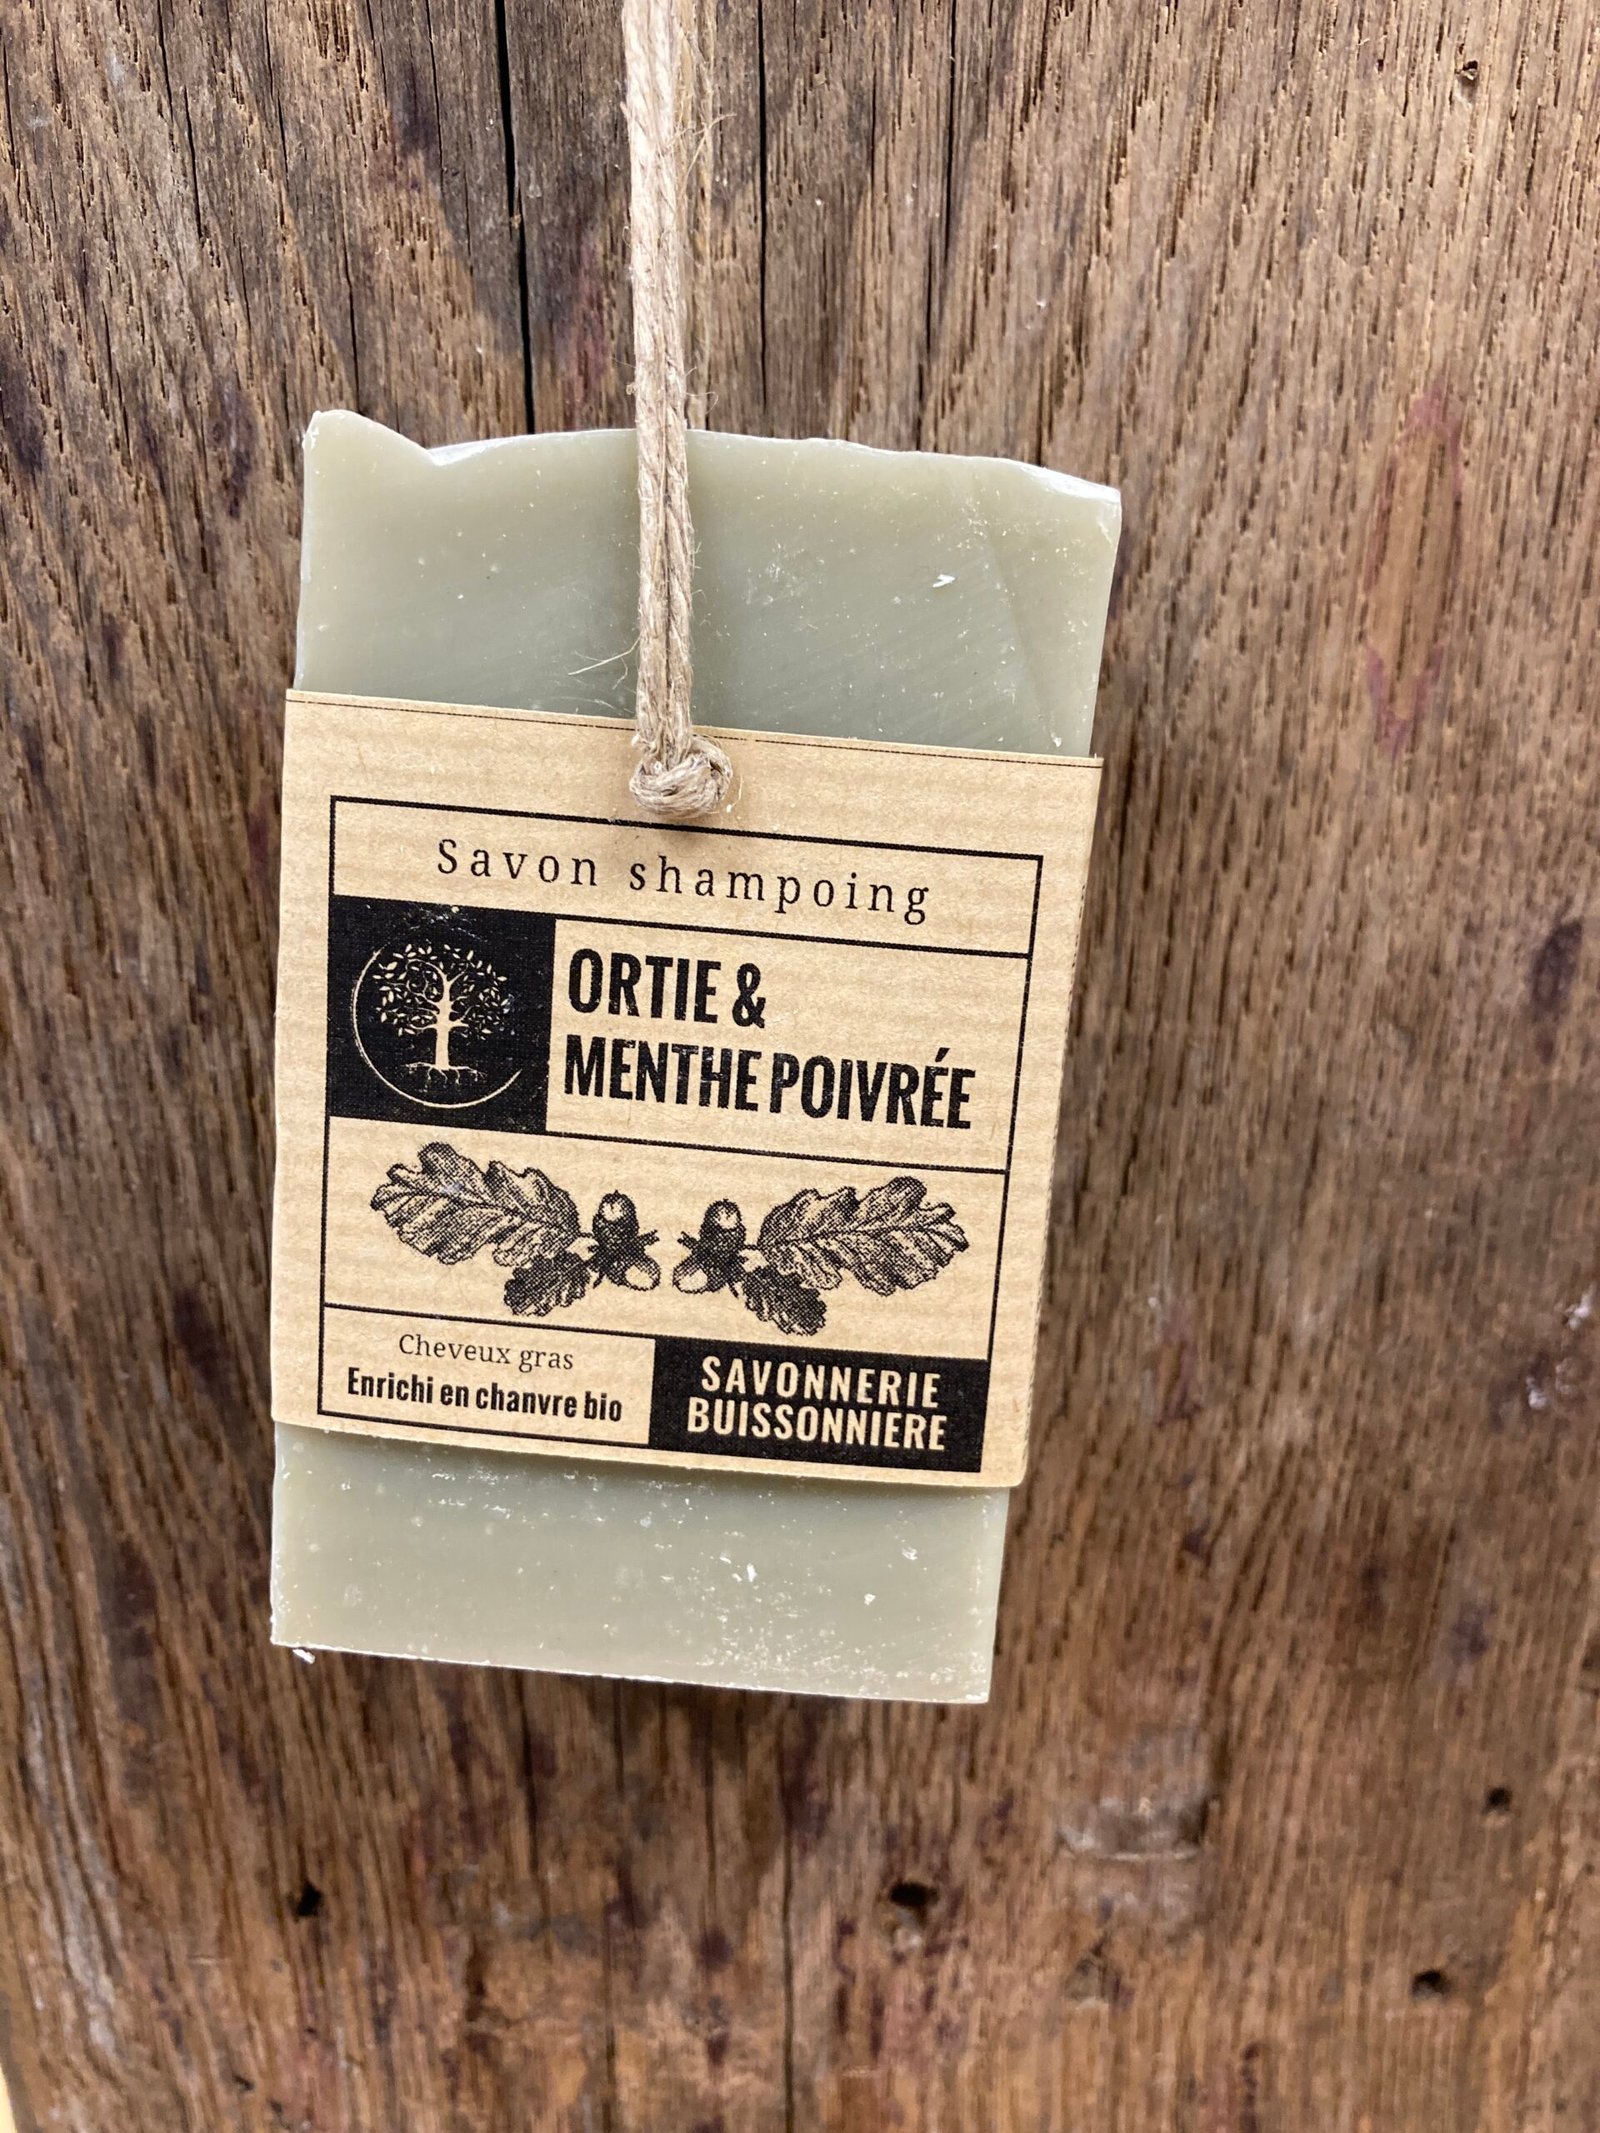 Savon shampoing
ORTIE &
MENTHE POIVRÉE
Cheveux gras
Enrichi en chanvre bio
SAVONNERIE
BUISSONNIERE